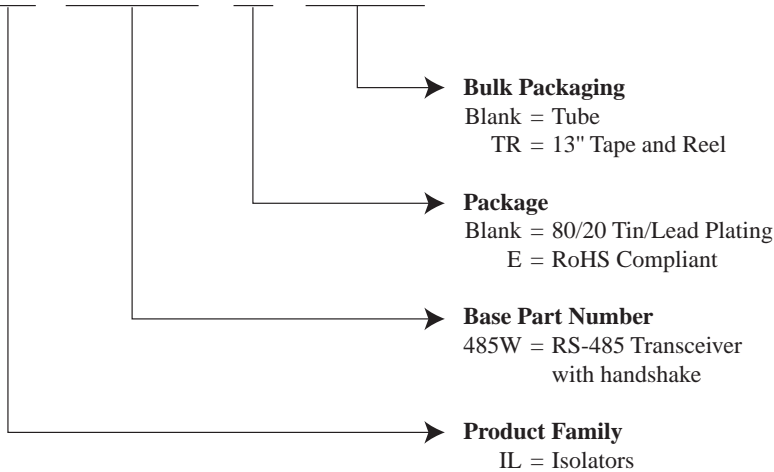 Bulk Packaging
Blank = Tube
TR = 13" Tape and Reel
Package
Blank = 80/20 Tin/Lead Plating
E = RoHS Compliant
Base Part Number
485W = RS-485 Transceiver
with handshake
Product Family
IL = Isolators